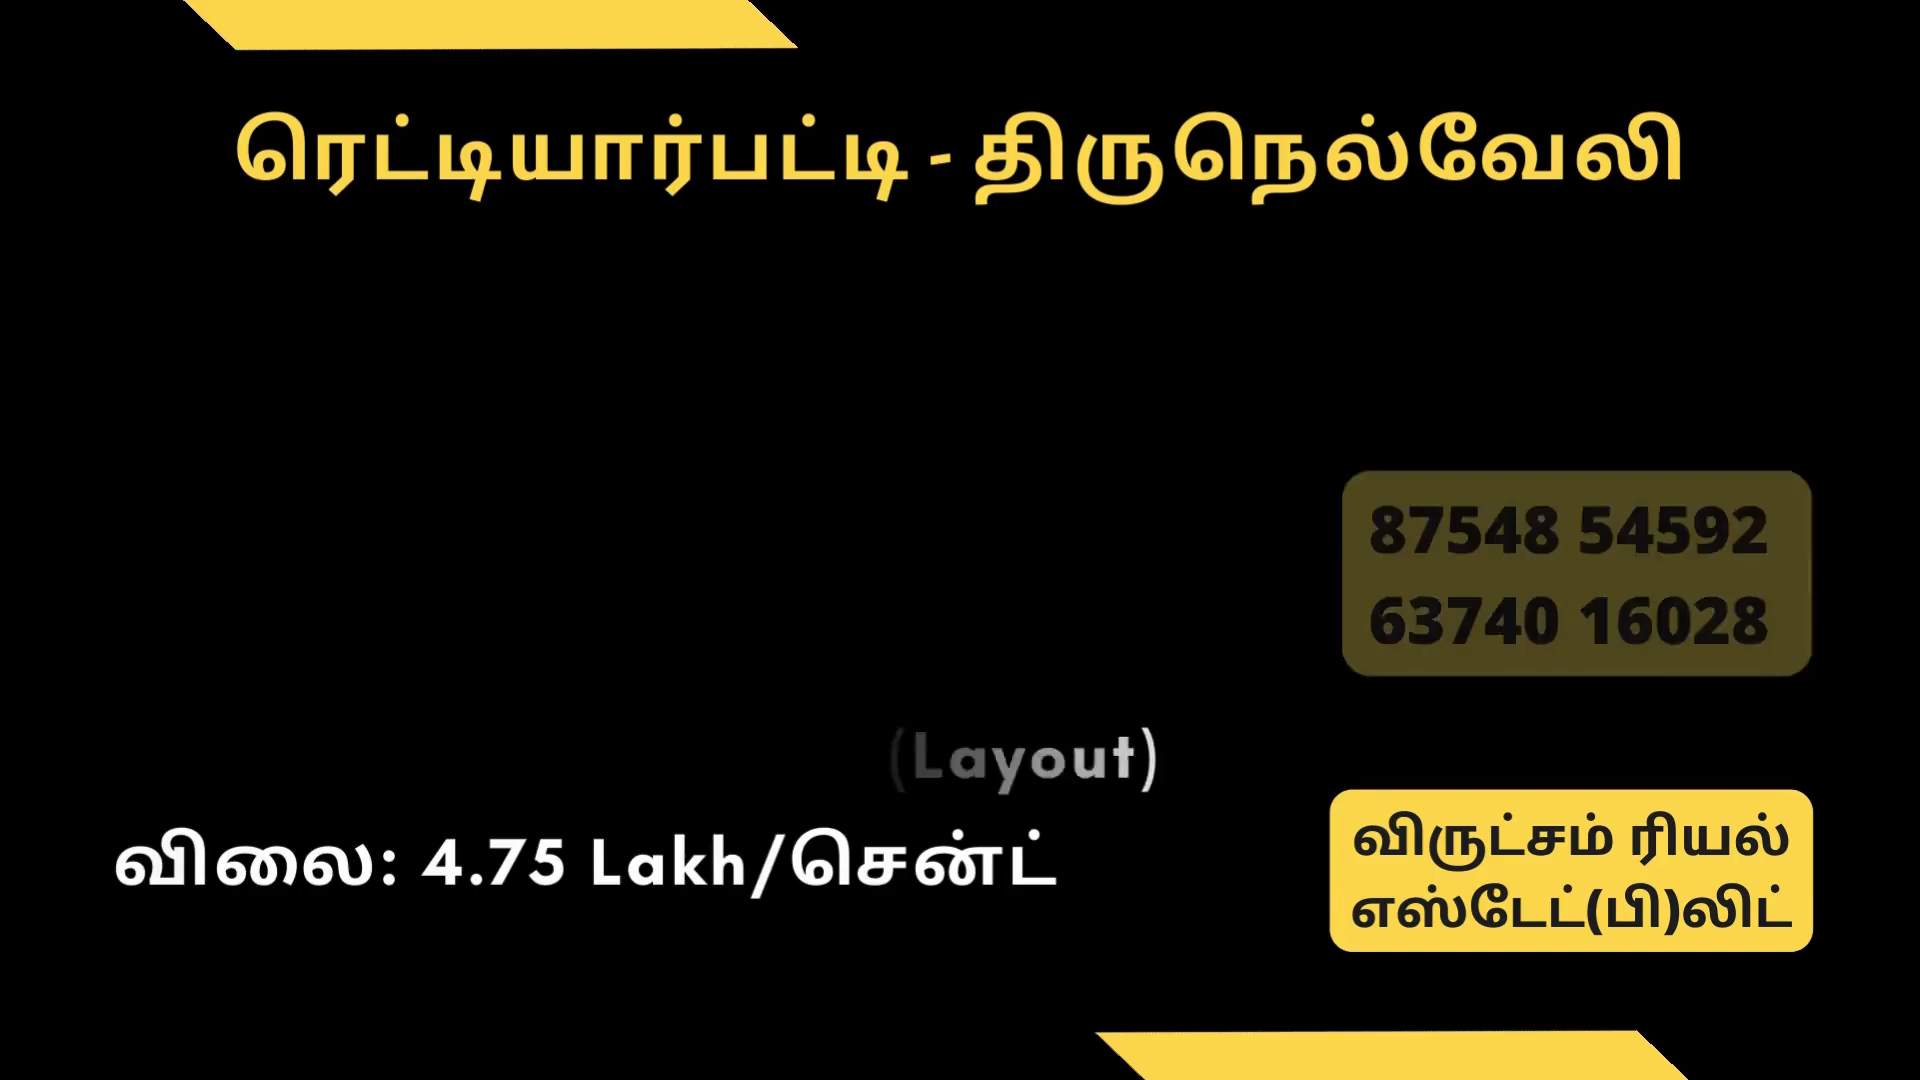 ரெட்டியார்பட்டி - திருநெல்வேலி
87548 54592
63740 16028
(Layout)
விலை: 4.75 Lakh/சென்ட்
விருட்சம் ரியல்
எஸ்டேட்(பி)லிட்